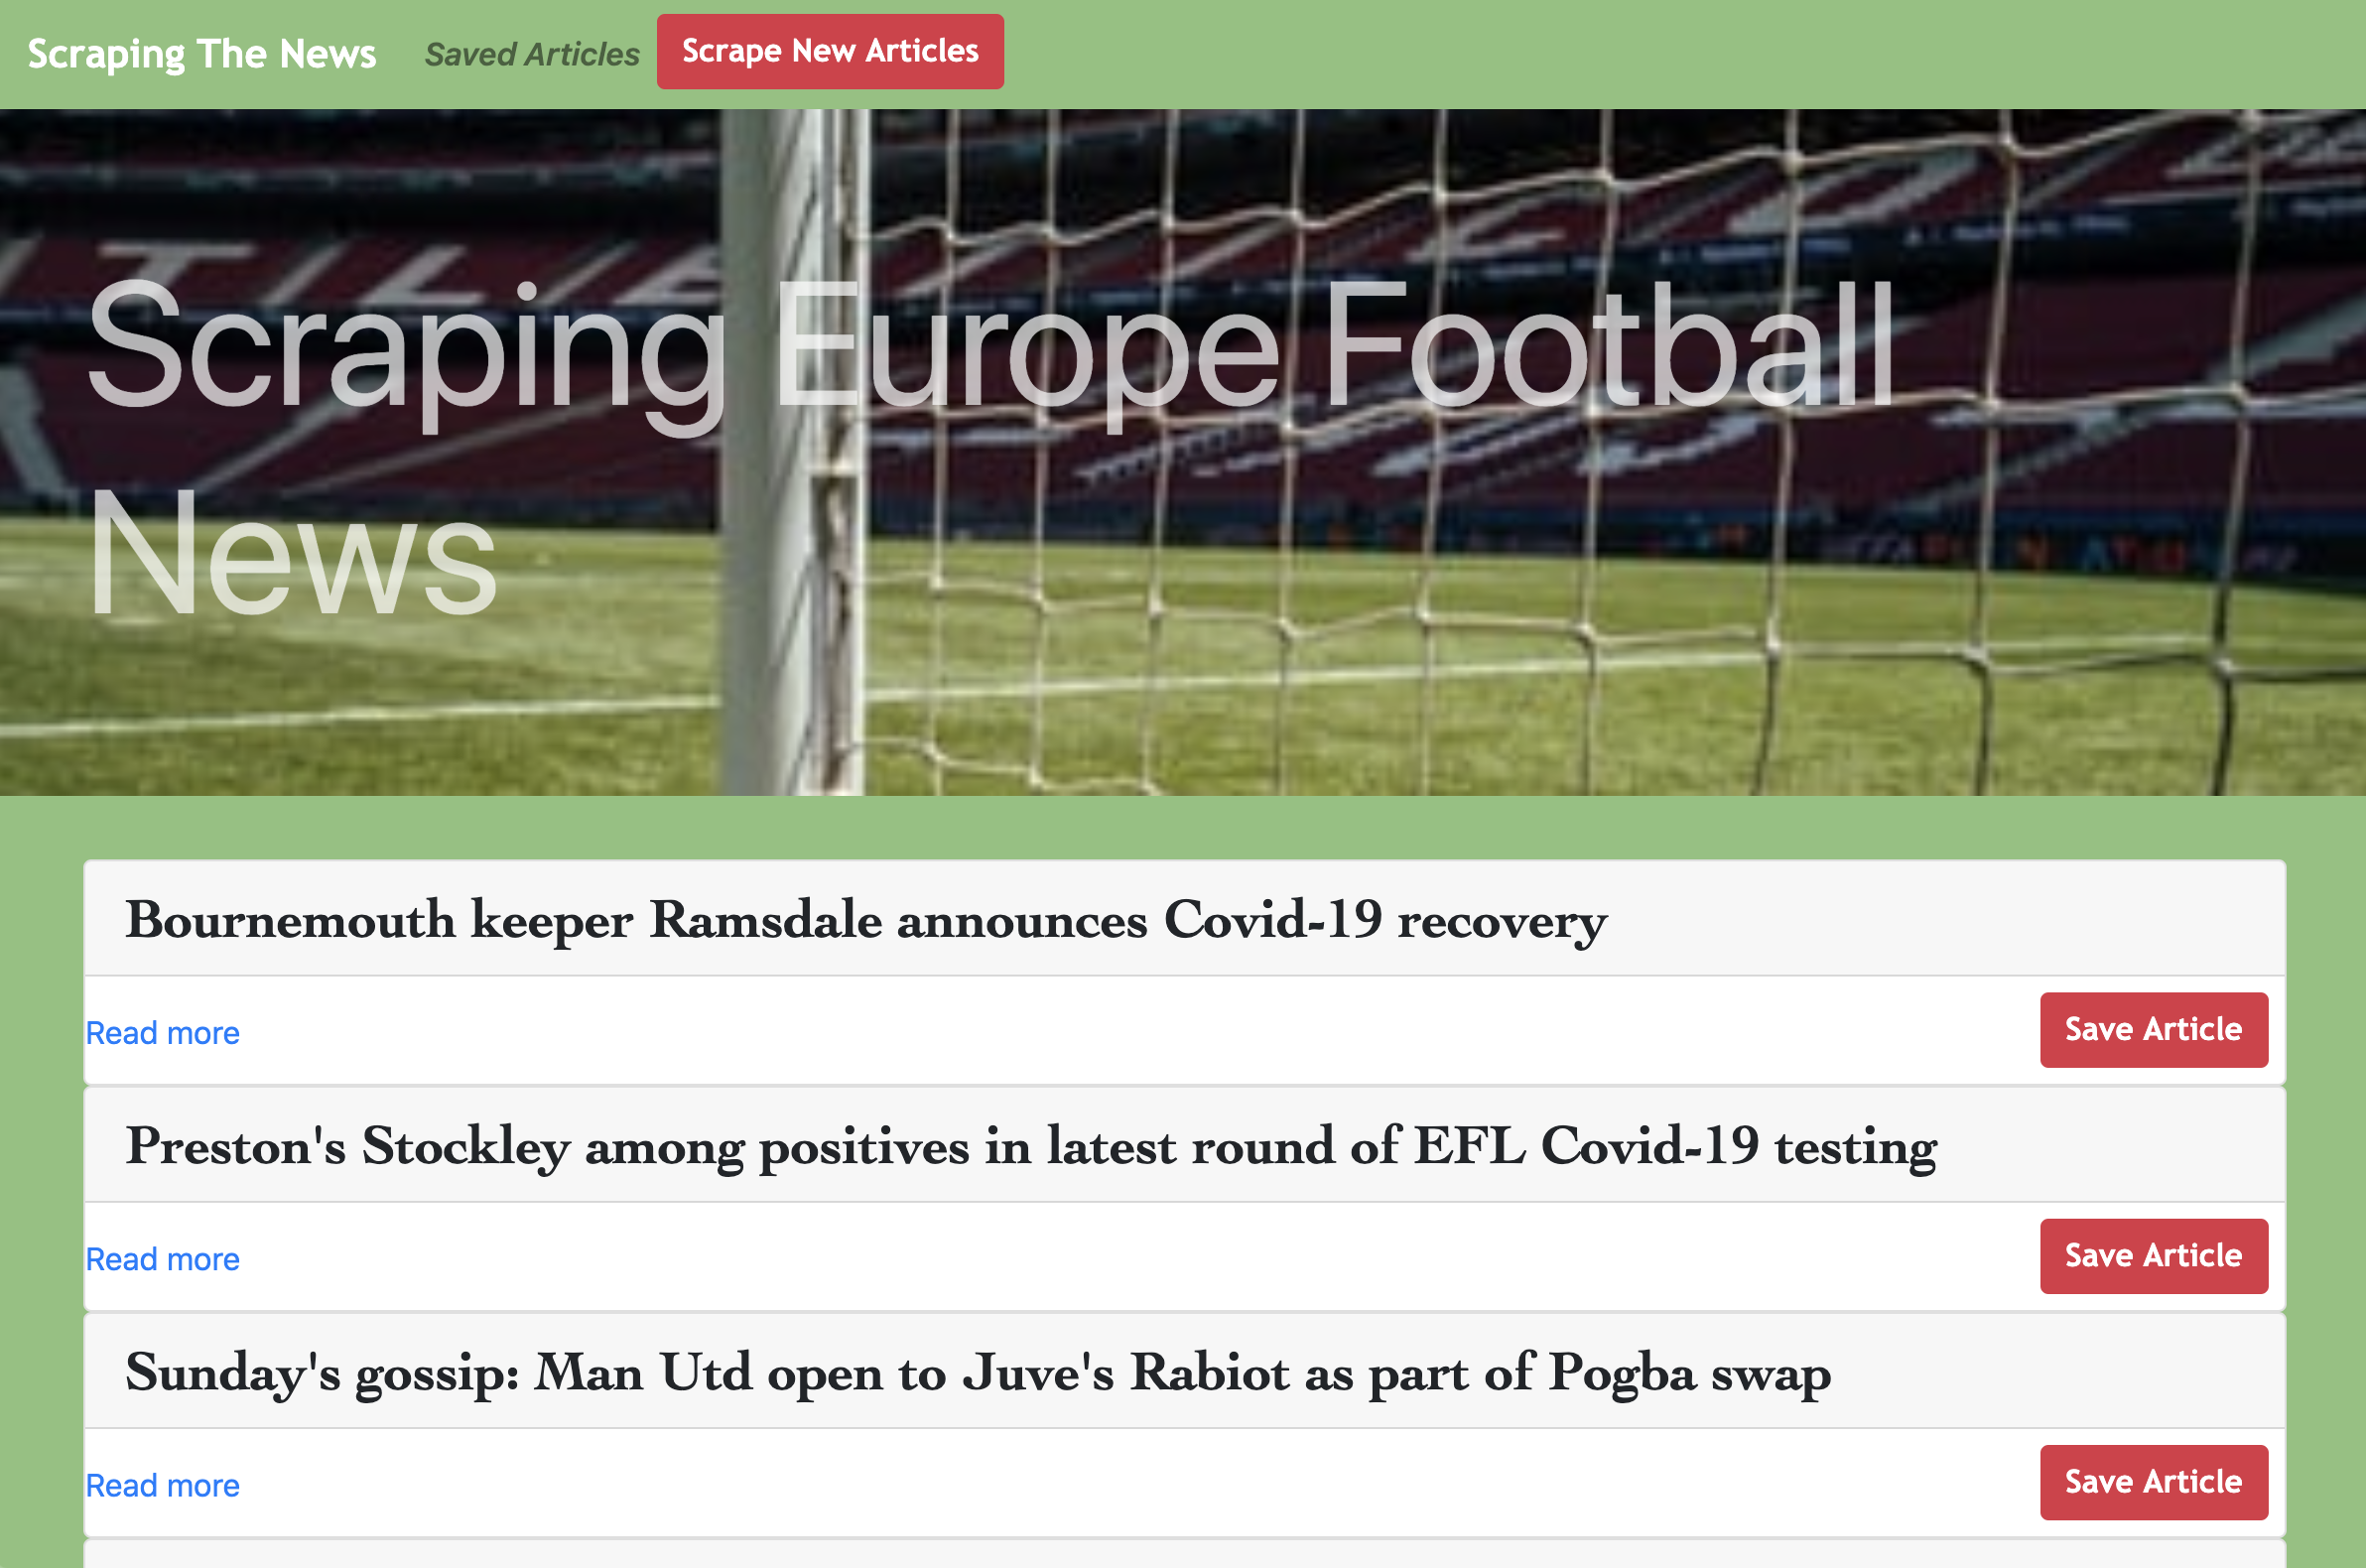 Scraping The News Saved Articles Scrape New Articles
Scraping Europe Football
News
Bournemouth keeper Ramsdale announces Covid-19 recovery
Read more Save Article
Preston's Stockley among positives in latest round of EFL Covid-19 testing
Read more Save Article
Sunday's gossip: Man Utd open to Juve's Rabiot as part of Pogba swap
Read more Save Article